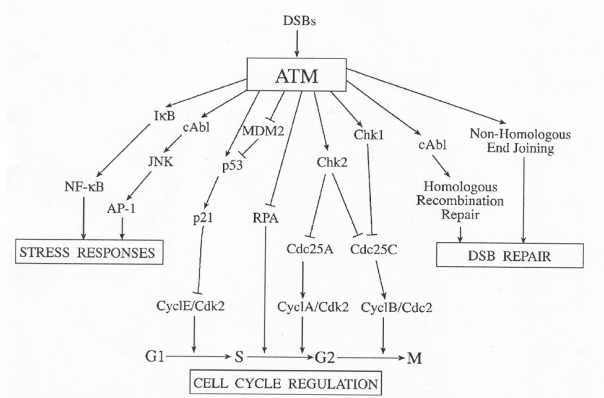 DSBs
ATM
IκB
cAbl
MDM2
Chk1
cAbl
Non-Homologous
End Joining
JNK
p53
Chk2
NF-κB
Homologous
Recombination
Repair
AP-1
p21
RPA
STRESS RESPONSES
Cdc25A
Cdc25C
DSB REPAIR
CyclE/Cdk2
CyclA/Cdk2
CyclB/Cdc2
G1
S
G2
M
CELL CYCLE REGULATION